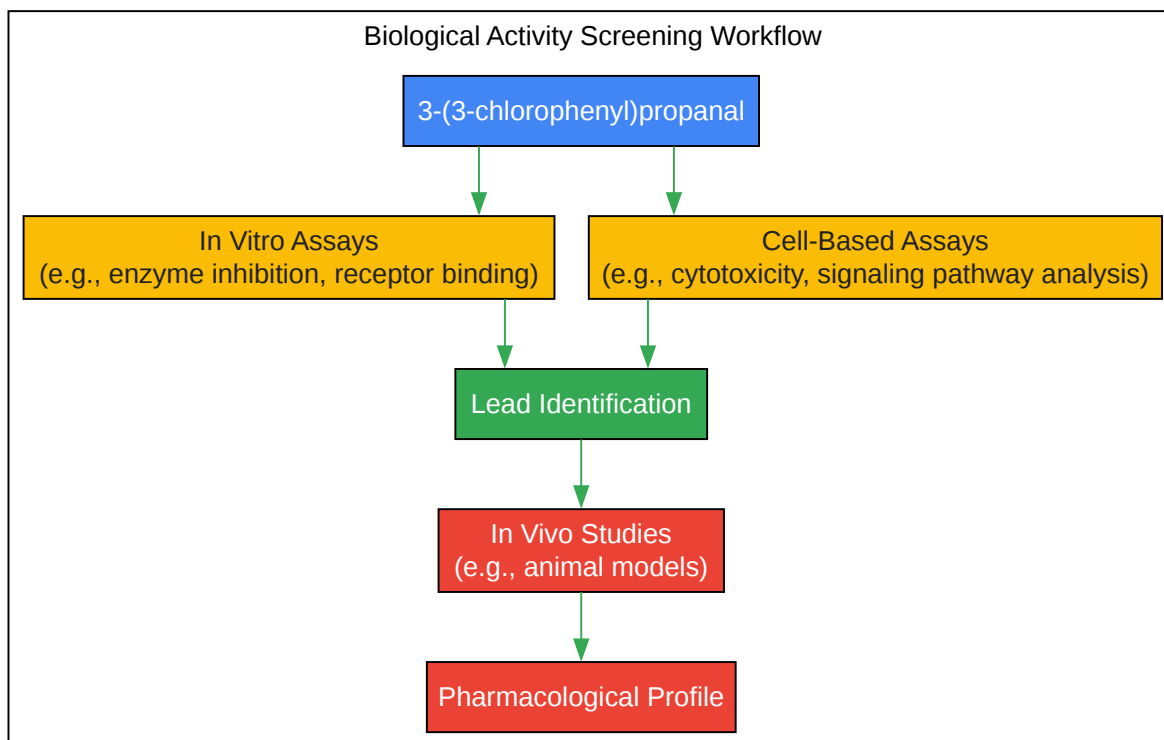 Biological Activity Screening Workflow
3-(3-chlorophenyl)propanal
In Vitro Assays
(e.g., enzyme inhibition, receptor binding)
Cell-Based Assays
(e.g., cytotoxicity, signaling pathway analysis)
Lead Identification
In Vivo Studies
(e.g., animal models)
Pharmacological Profile